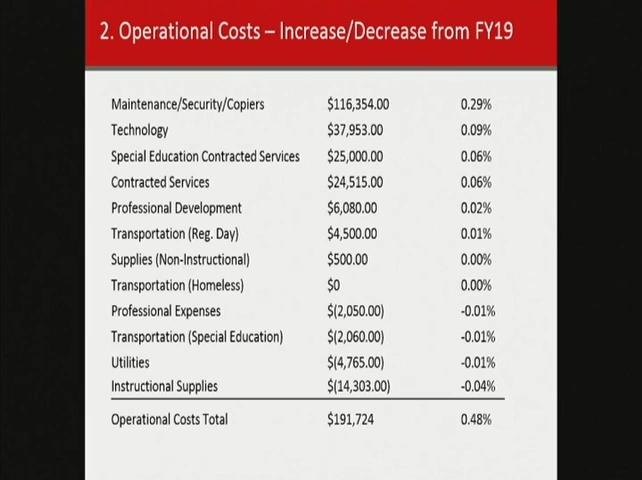 2. Operational Costs – Increase/Decrease from FY19
Maintenance/Security/Copiers $116,354.00 0.29%
Technology $37,953.00 0.09%
Special Education Contracted Services $25,000.00 0.06%
Contracted Services $24,515.00 0.06%
Professional Development $6,080.00 0.02%
Transportation (Reg. Day) $4,500.00 0.01%
Supplies (Non-Instructional) $500.00 0.00%
Transportation (Homeless) $0 0.00%
Professional Expenses $(2,050.00) -0.01%
Transportation (Special Education) $(2,060.00) -0.01%
Utilities $(4,765.00) -0.01%
Instructional Supplies $(14,303.00) -0.04%
Operational Costs Total $191,724 0.48%